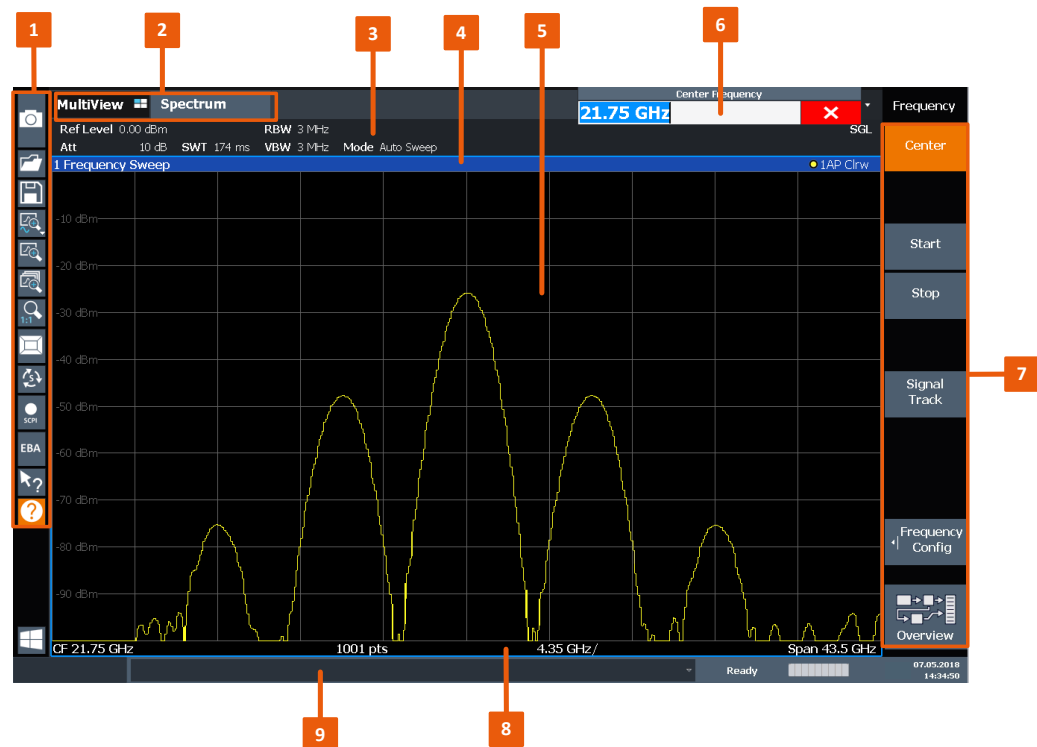 1
2
3
4
5
6
MultiView Spectrum
Center Frequency
21.75 GHz
Frequency
Ref Level 0.00 dBm RBW 3 MHz SGL
Att 10 dB SWT 174 ms VBW 3 MHz Mode Auto Sweep
1 Frequency Sweep 1AP Clrw
Center
-10 dBm
-20 dBm
-30 dBm
-40 dBm
-50 dBm
-60 dBm
-70 dBm
-80 dBm
-90 dBm
1:1
S
SCPI
EBA
?
?
Start
Stop
Signal
Track
7
Frequency
Config
Overview
CF 21.75 GHz 1001 pts 4.35 GHz/ Span 43.5 GHz
Ready
07.05.2018
14:34:50
9
8